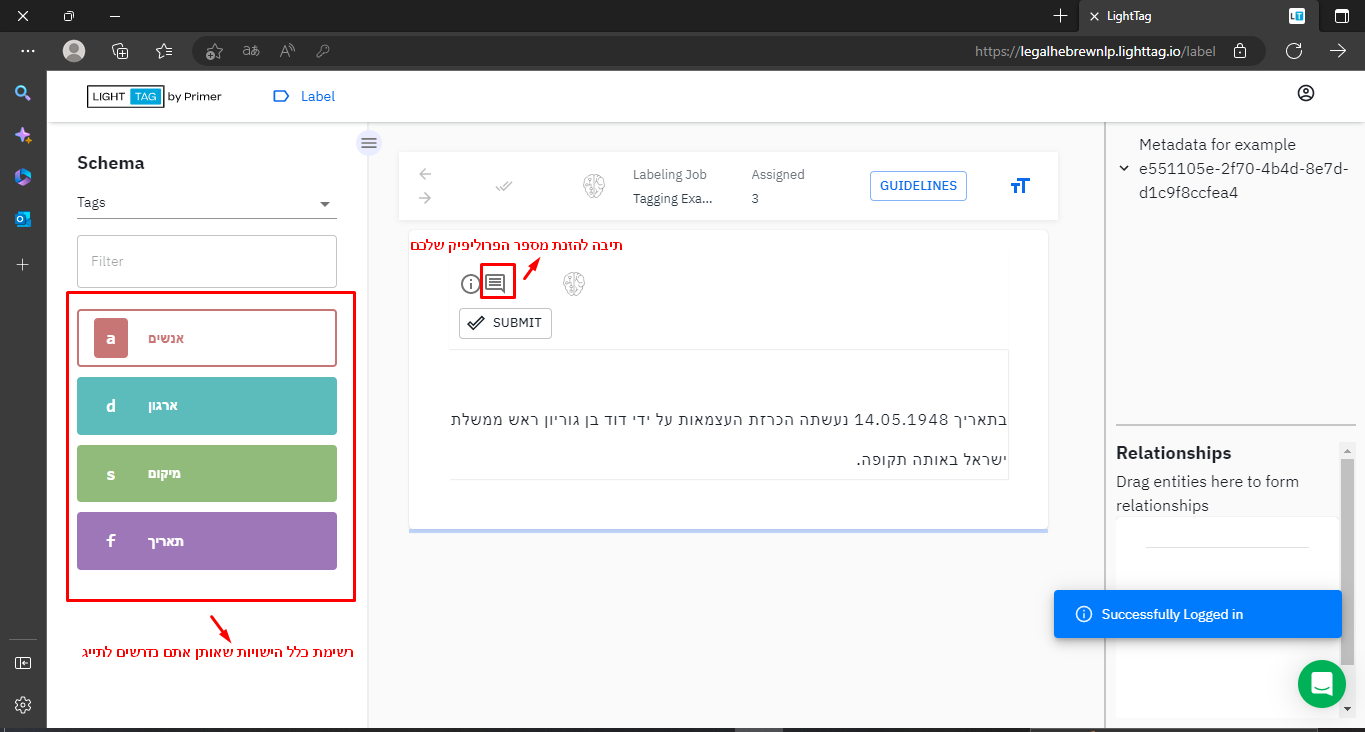 LightTag
LT
https://legalhebrewnlp.lighttag.io/label
aあ
LIGHT TAG by Primer
Label
Schema
Tags
Filter
a אנשים
d ארגון
s מיקום
f תאריך
רשימת כלל הישויות שאותן אתם נדרשים לתייג
Labeling Job
Tagging Exa...
Assigned
3
GUIDELINES
תיבה להזנת מספר הפרוליפיק שלכם
SUBMIT
בתאריך 14.05.1948 נעשתה הכרזת העצמאות על ידי דוד בן גוריון ראש ממשלת
ישראל באותה תקופה.
Metadata for example
e551105e-2f70-4b4d-8e7d-
d1c9f8ccfea4
Relationships
Drag entities here to form
relationships
Successfully Logged in